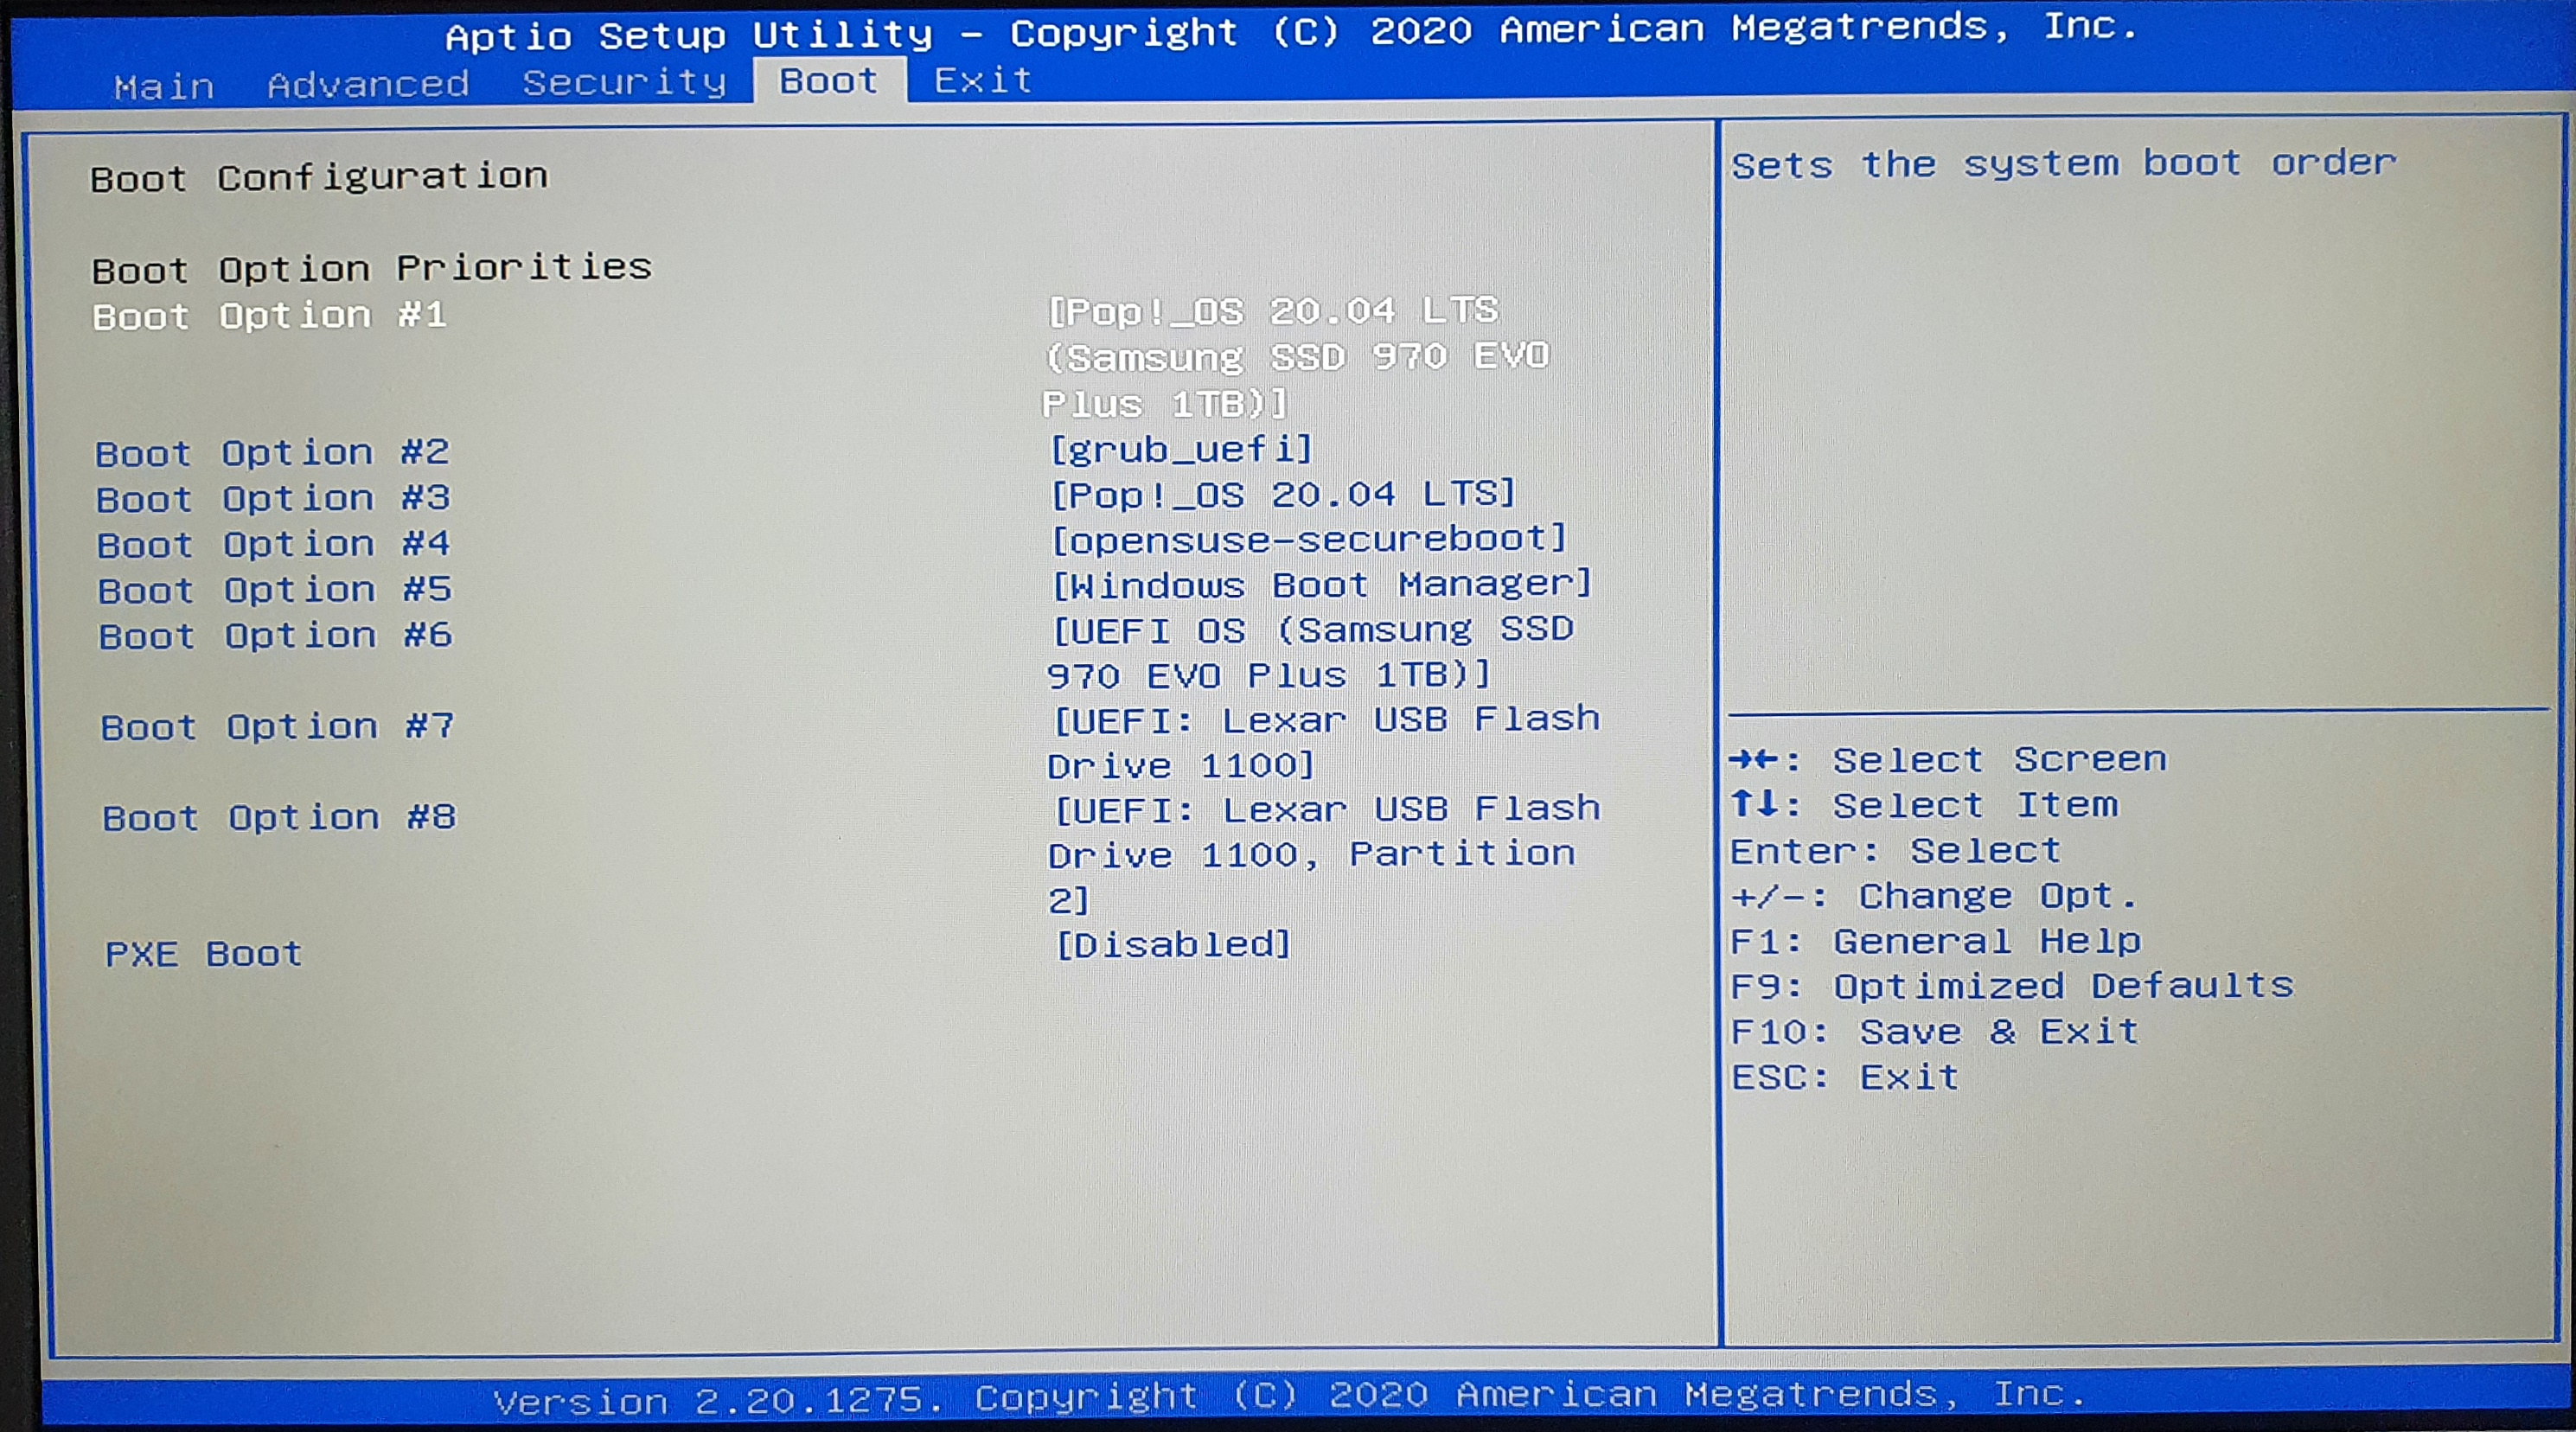 Aptio Setup Utility - Copyright (C) 2020 American Megatrends, Inc.
Main Advanced Security Boot Exit
Boot Configuration
Boot Option Priorities
Boot Option #1 [Pop!_OS 20.04 LTS
(Samsung SSD 970 EVO
Plus 1TB)]
Boot Option #2 [grub_uefi]
Boot Option #3 [Pop!_OS 20.04 LTS]
Boot Option #4 [opensuse-secureboot]
Boot Option #5 [Windows Boot Manager]
Boot Option #6 [UEFI OS (Samsung SSD
970 EVO Plus 1TB)]
Boot Option #7 [UEFI: Lexar USB Flash
Drive 1100]
Boot Option #8 [UEFI: Lexar USB Flash
Drive 1100, Partition
2]
PXE Boot [Disabled]
Sets the system boot order
→←: Select Screen
↑↓: Select Item
Enter: Select
+/-: Change Opt.
F1: General Help
F9: Optimized Defaults
F10: Save & Exit
ESC: Exit
Version 2.20.1275. Copyright (C) 2020 American Megatrends, Inc.